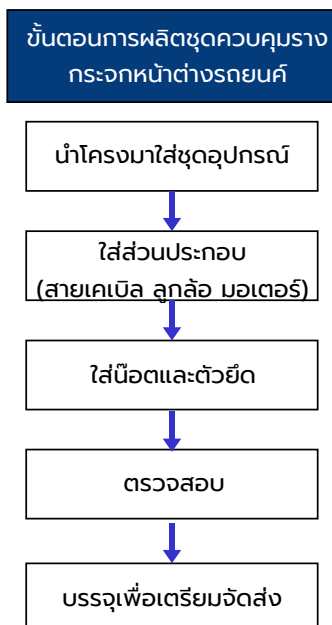 ขั้นตอนการผลิตชุดควบคุมราง
กระจกหน้าต่างรถยนต์
นำโครงมาใส่ชุดอุปกรณ์
ใส่ส่วนประกอบ
(สายเคเบิล ลูกล้อ มอเตอร์)
ใส่น๊อตและตัวยึด
ตรวจสอบ
บรรจุเพื่อเตรียมจัดส่ง